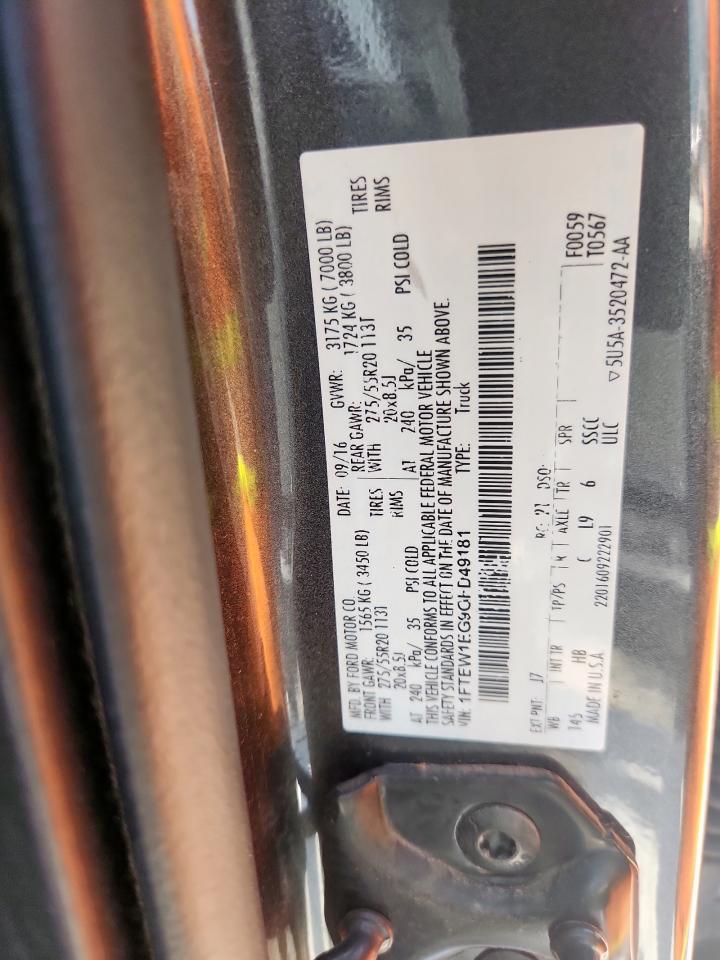 MFD. BY FORD MOTOR CO. DATE: 09/16 GVWR: 3175 KG ( 7000 LB)
FRONT GAWR: 1565 KG ( 3450 LB) REAR GAWR: 1724 KG ( 3800 LB)
WITH 275/55R20 113T TIRES WITH 275/55R20 113T TIRES
20x8.5J RIMS 20x8.5J RIMS
AT 240 kPa/ 35 PSI COLD AT 240 kPa/ 35 PSI COLD
THIS VEHICLE CONFORMS TO ALL APPLICABLE FEDERAL MOTOR VEHICLE
SAFETY STANDARDS IN EFFECT ON THE DATE OF MANUFACTURE SHOWN ABOVE.
VIN: TYPE: Truck
EXT PNT: J7 RC: 21 DSO: F0059
WB INT TR TP/PS R AXLE TR SPR T0567
145 HB C L9 6 SSCC
MADE IN U.S.A. 2201609222901 ULC
▽5U5A-3520472-AA